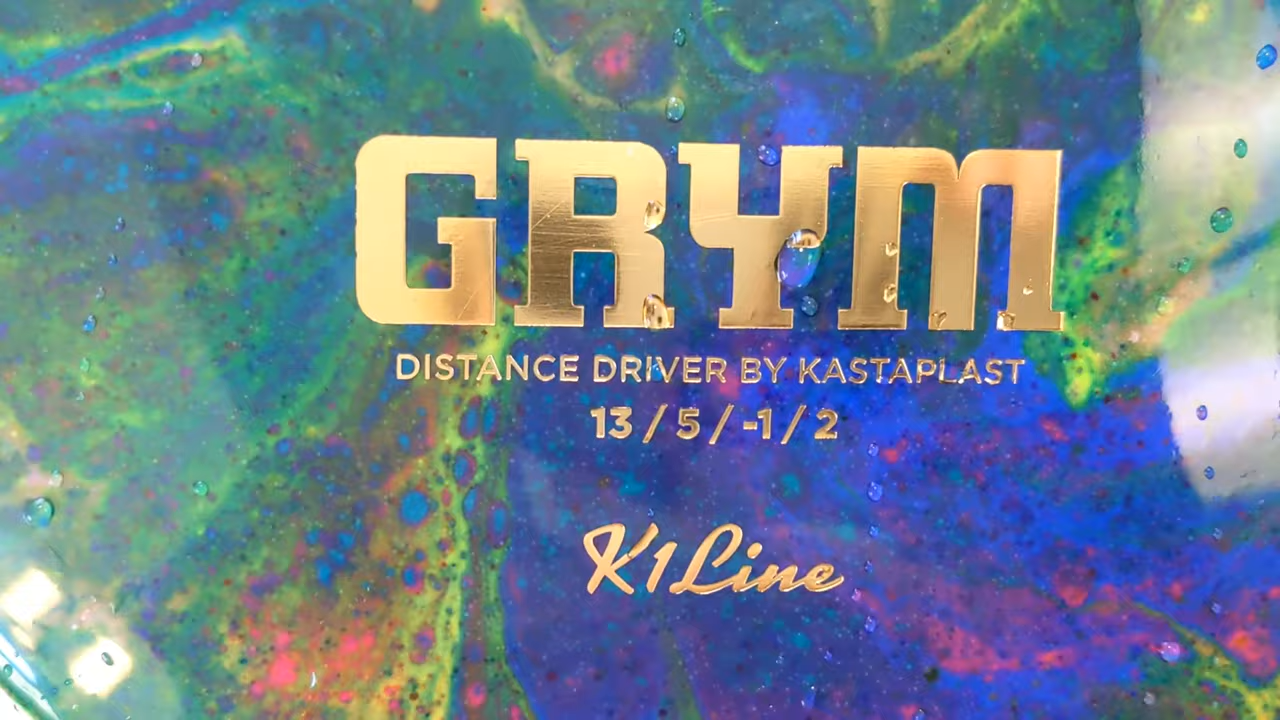 GRYM
DISTANCE DRIVER BY KASTAPLAST
13 / 5 / -1 / 2
K1 Line